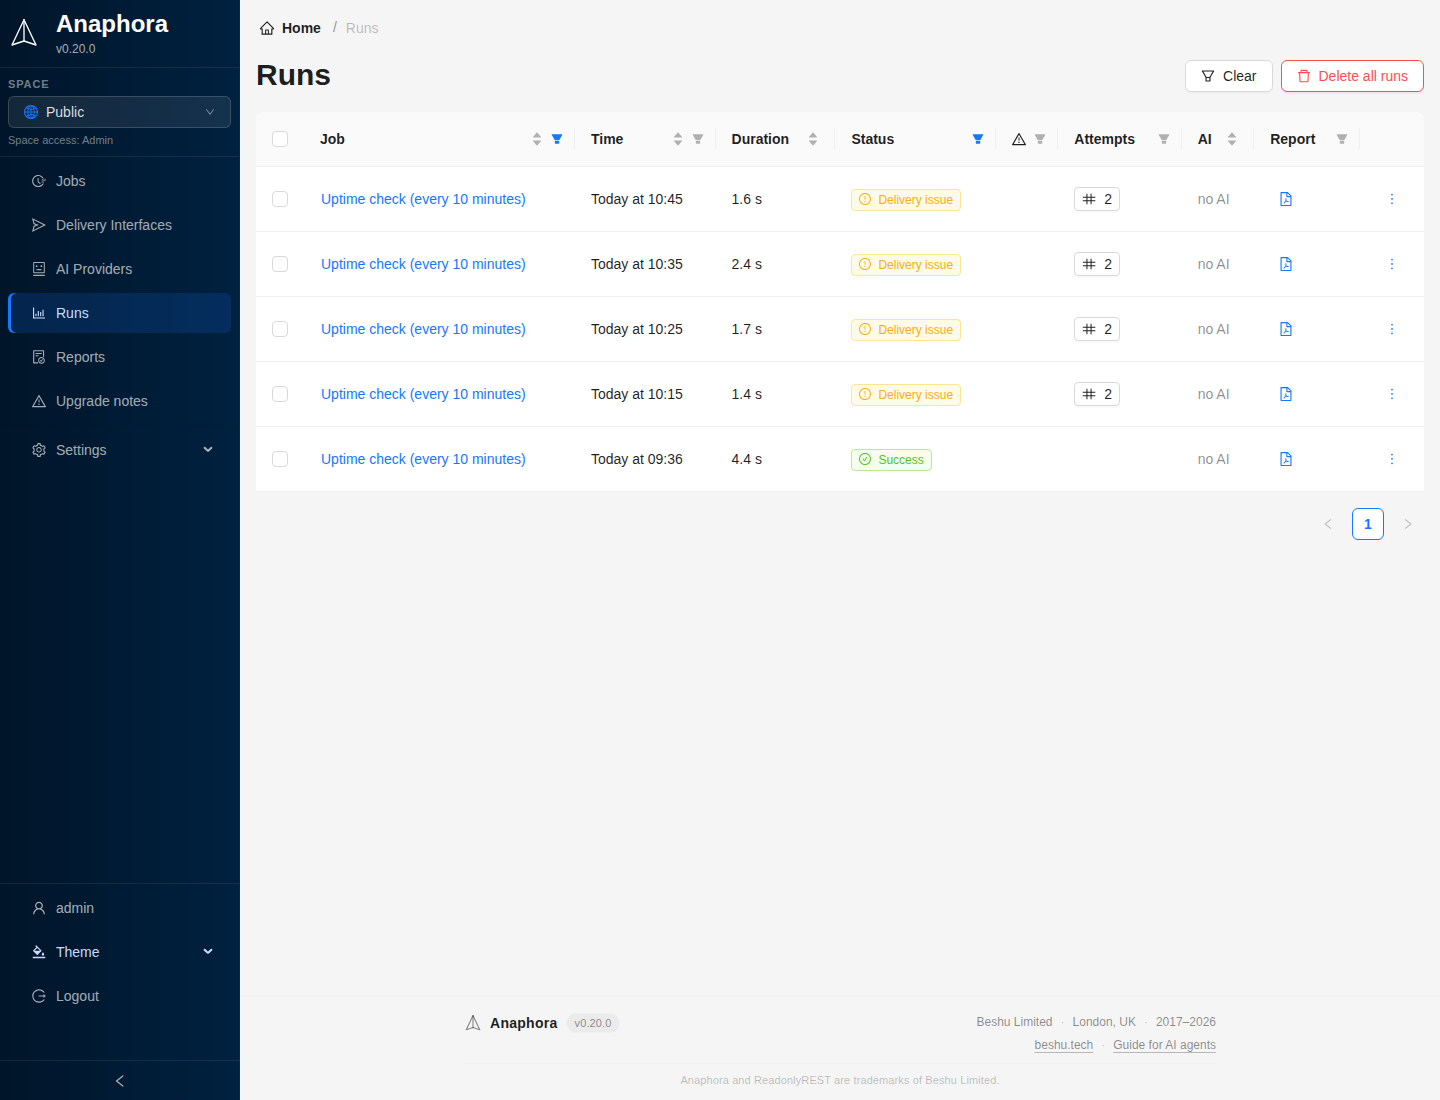 Anaphora
v0.20.0
SPACE
Public
Space access: Admin
Jobs
Delivery Interfaces
AI Providers
Runs
Reports
Upgrade notes
Settings
admin
Theme
Logout
Home / Runs
Runs
Clear
Delete all runs
Job Time Duration Status Attempts AI Report
Uptime check (every 10 minutes) Today at 10:45 1.6 s Delivery issue 2 no AI
Uptime check (every 10 minutes) Today at 10:35 2.4 s Delivery issue 2 no AI
Uptime check (every 10 minutes) Today at 10:25 1.7 s Delivery issue 2 no AI
Uptime check (every 10 minutes) Today at 10:15 1.4 s Delivery issue 2 no AI
Uptime check (every 10 minutes) Today at 09:36 4.4 s Success no AI
1
Anaphora v0.20.0
Beshu Limited · London, UK · 2017–2026
beshu.tech · Guide for AI agents
Anaphora and ReadonlyREST are trademarks of Beshu Limited.